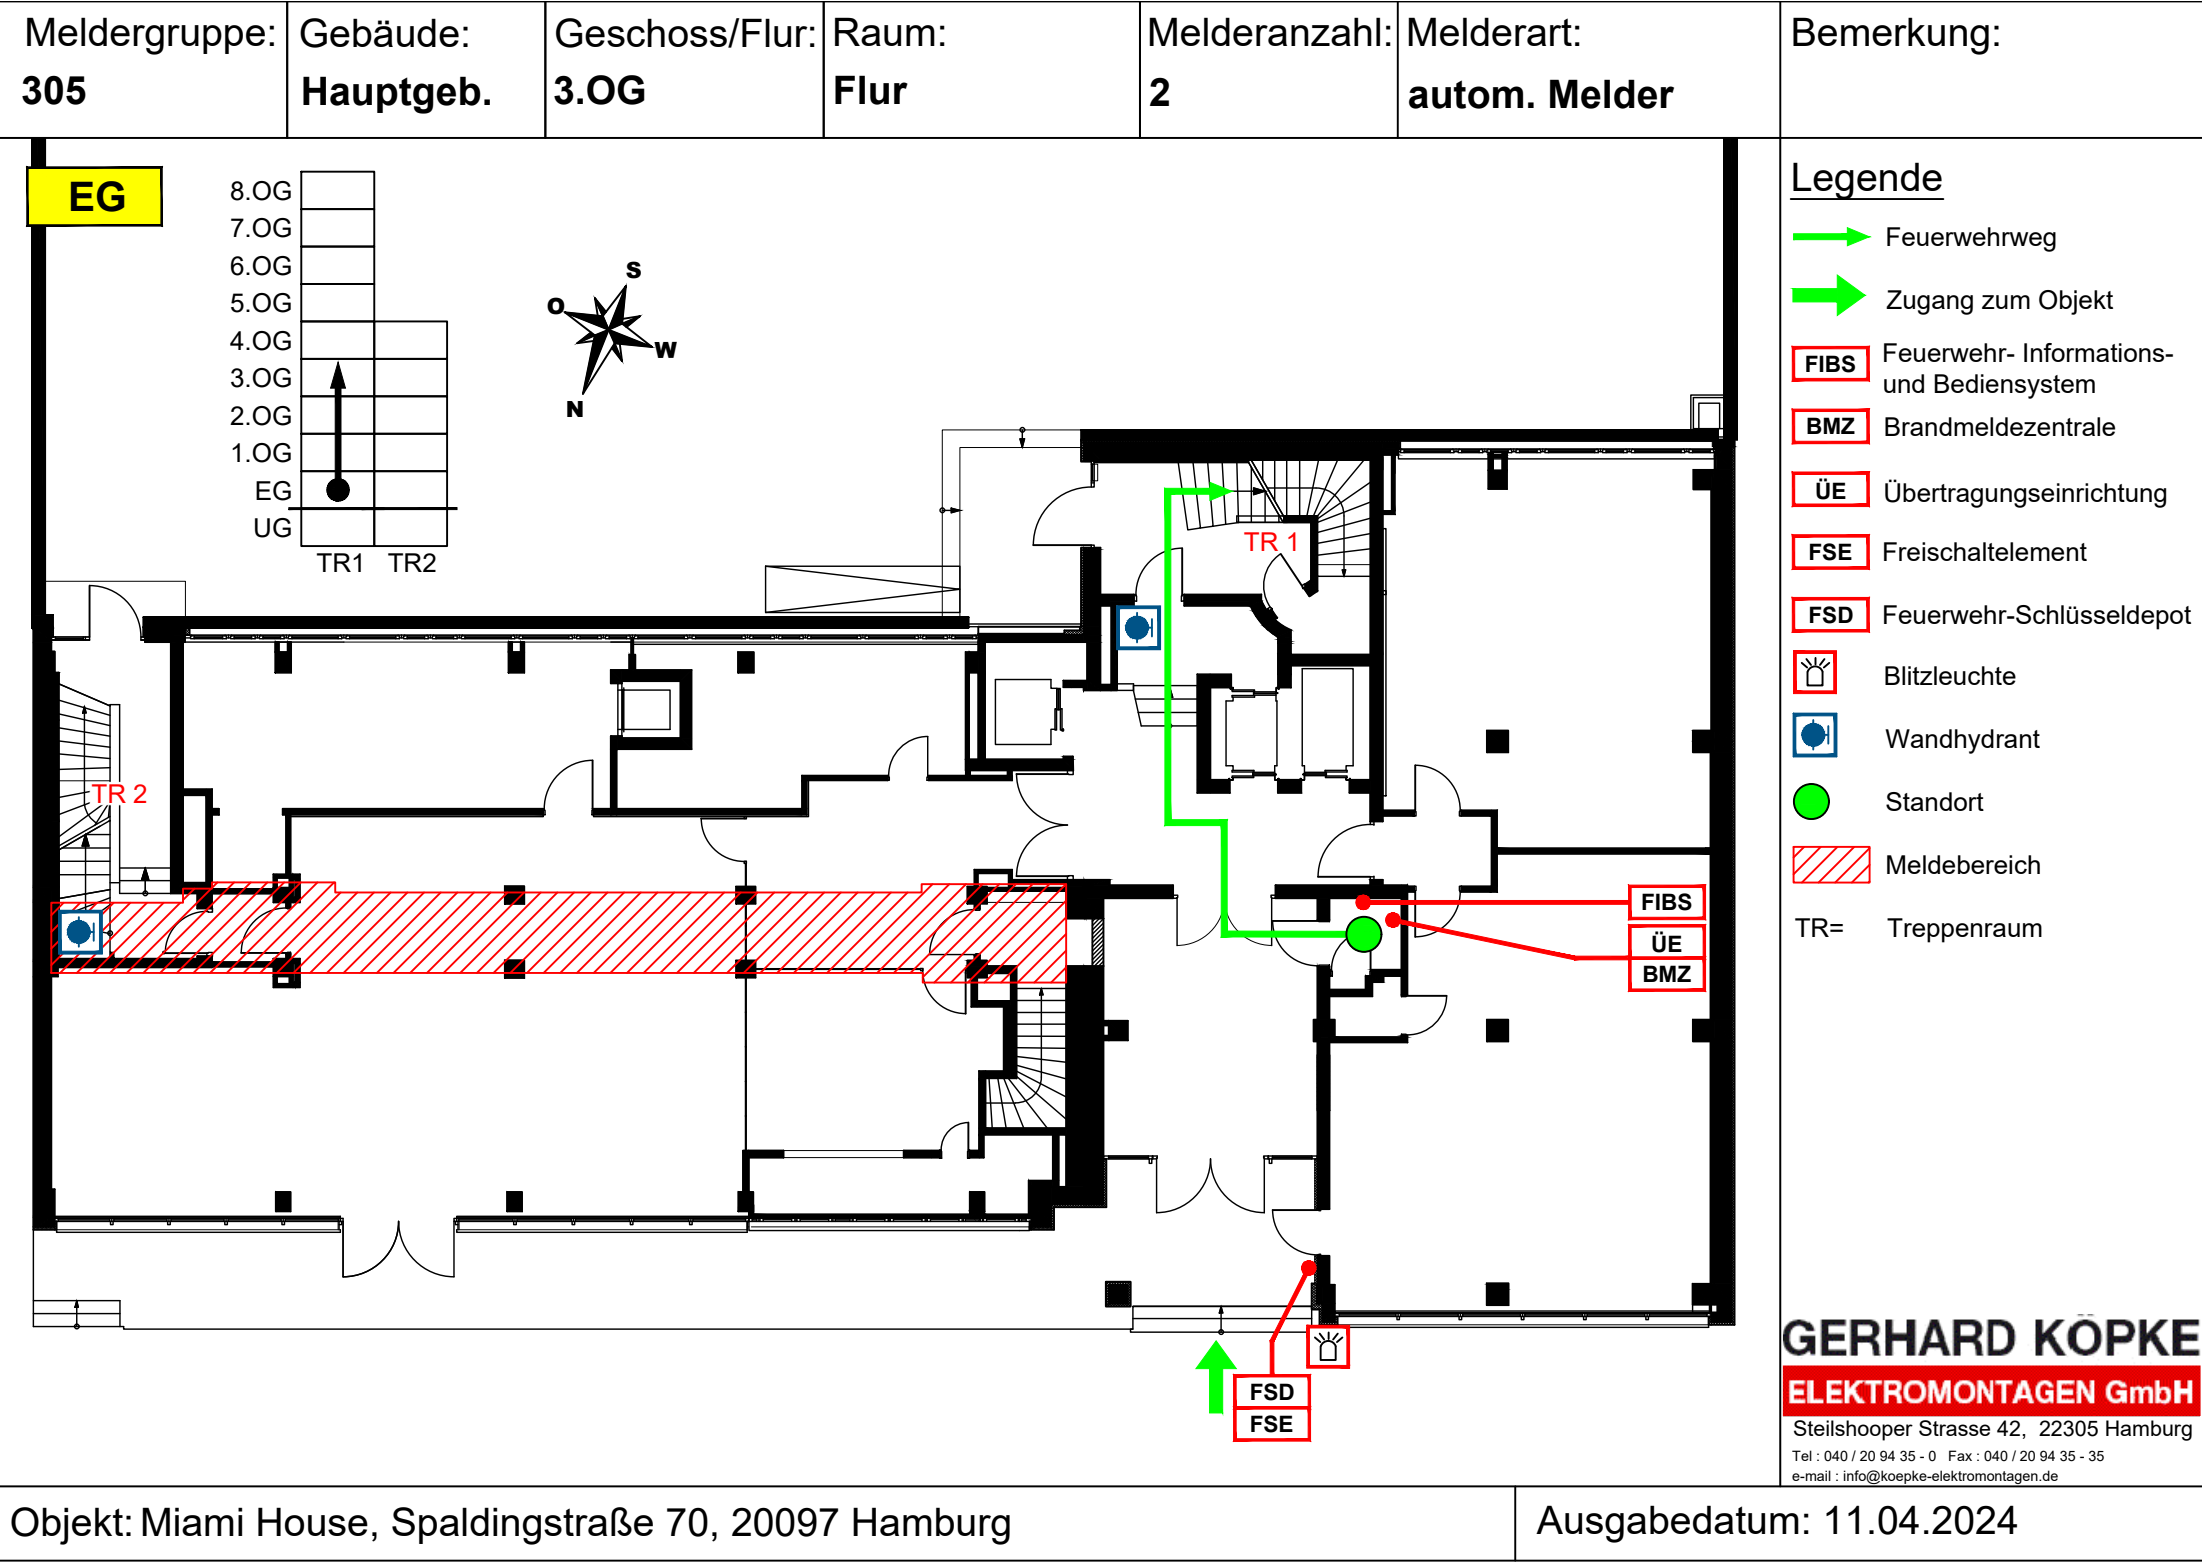 Meldergruppe: Gebäude: Geschoss/Flur: Raum: Melderanzahl: Melderart: Bemerkung:
305 Hauptgeb. 3.OG Flur 2 autom. Melder
EG
8.OG
7.OG
6.OG
5.OG
4.OG
3.OG
2.OG
1.OG
EG
UG
TR1 TR2
S
O
W
N
TR 1
TR 2
FIBS
ÜE
BMZ
FSD
FSE
Legende
Feuerwehrweg
Zugang zum Objekt
FIBS Feuerwehr- Informations-
und Bediensystem
BMZ Brandmeldezentrale
ÜE Übertragungseinrichtung
FSE Freischaltelement
FSD Feuerwehr-Schlüsseldepot
Blitzleuchte
Wandhydrant
Standort
Meldebereich
TR= Treppenraum
GERHARD KÖPKE
ELEKTROMONTAGEN GmbH
Steilshooper Strasse 42, 22305 Hamburg
Tel : 040 / 20 94 35 - 0 Fax : 040 / 20 94 35 - 35
e-mail : info@koepke-elektromontagen.de
Objekt: Miami House, Spaldingstraße 70, 20097 Hamburg
Ausgabedatum: 11.04.2024